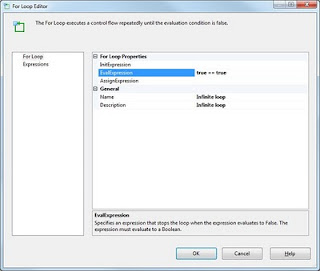 For Loop Editor
The For Loop executes a control flow repeatedly until the evaluation condition is false.
For Loop
Expressions
For Loop Properties
InitExpression
EvalExpression true == true
AssignExpression
General
Name Infinite loop
Description Infinite loop
EvalExpression
Specifies an expression that stops the loop when the expression evaluates to False. The
expression must evaluate to a Boolean.
OK Cancel Help